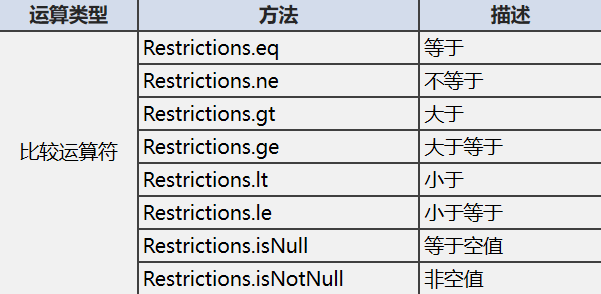 运算类型 方法 描述
Restrictions.eq 等于
Restrictions.ne 不等于
Restrictions.gt 大于
Restrictions.ge 大于等于
比较运算符
Restrictions.lt 小于
Restrictions.le 小于等于
Restrictions.isNull 等于空值
Restrictions.isNotNull 非空值